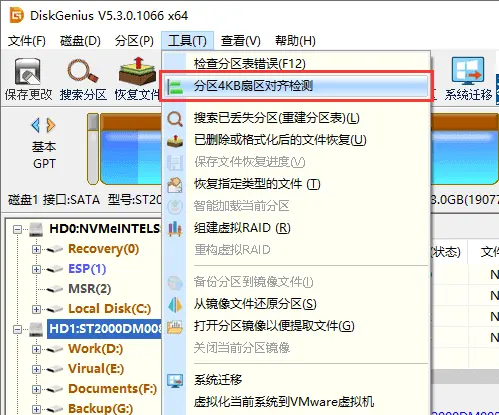 DiskGenius V5.3.0.1066 x64
文件(F) 磁盘(D) 分区(P) 工具(T) 查看(V) 帮助(H)
保存更改 搜索分区 恢复文件 系统迁移
检查分区表错误(F12)
分区4KB扇区对齐检测
搜索已丢失分区(重建分区表)(L)
已删除或格式化后的文件恢复(U)
保存文件恢复进度(V)
恢复指定类型的文件 (T)
智能加载当前分区
组建虚拟RAID (R)
重构虚拟RAID
备份分区到镜像文件(I)
从镜像文件还原分区(S)
打开分区镜像以便提取文件(G)
关闭当前分区镜像
系统迁移
虚拟化当前系统到VMware虚拟机
基本
GPT
磁盘1 接口:SATA 型号:ST20 3.0GB(19077
HD0:NVMeINTELS
Recovery(0)
ESP(1)
MSR(2)
Local Disk(C:)
HD1:ST2000DM008
Work(D:)
Virual(E:)
Documents(F:)
Backup(G:)
(状态) 文
N
N
N
N